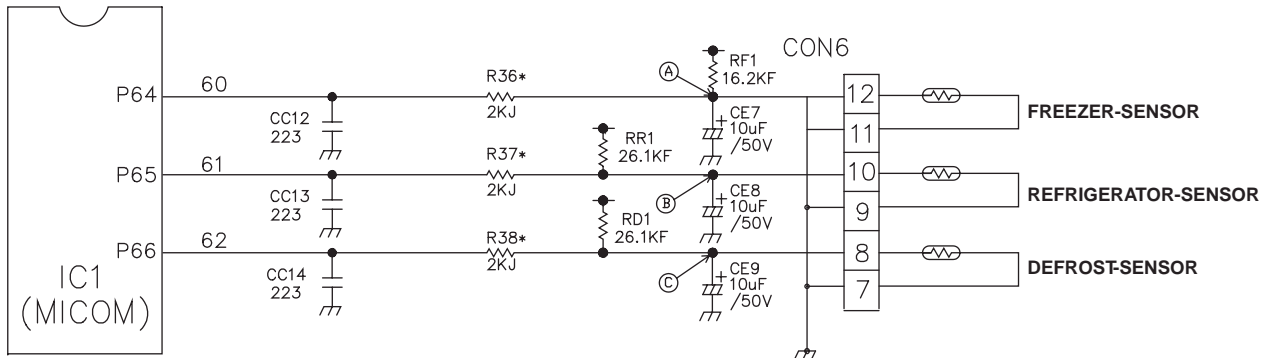 CON6
RF1
16.2KF
A
P64
60
R36*
2KJ
12
FREEZER-SENSOR
CC12
223
CE7
+
10uF
/50V
11
RR1
26.1KF
P65
61
R37*
2KJ
B
10
REFRIGERATOR-SENSOR
CC13
223
RD1
26.1KF
CE8
+
10uF
/50V
9
P66
62
R38*
2KJ
C
8
DEFROST-SENSOR
CC14
223
CE9
+
10uF
/50V
7
IC1
(MICOM)